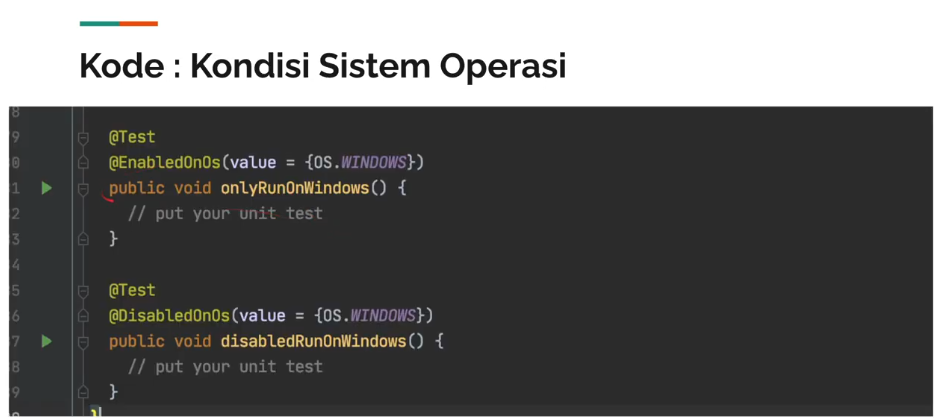 Kode : Kondisi Sistem Operasi
8
9 @Test
0 @EnabledOnOs(value = {OS.WINDOWS})
1 public void onlyRunOnWindows() {
2 // put your unit test
3 }
4
5 @Test
6 @DisabledOnOs(value = {OS.WINDOWS})
7 public void disabledRunOnWindows() {
8 // put your unit test
9 }
}